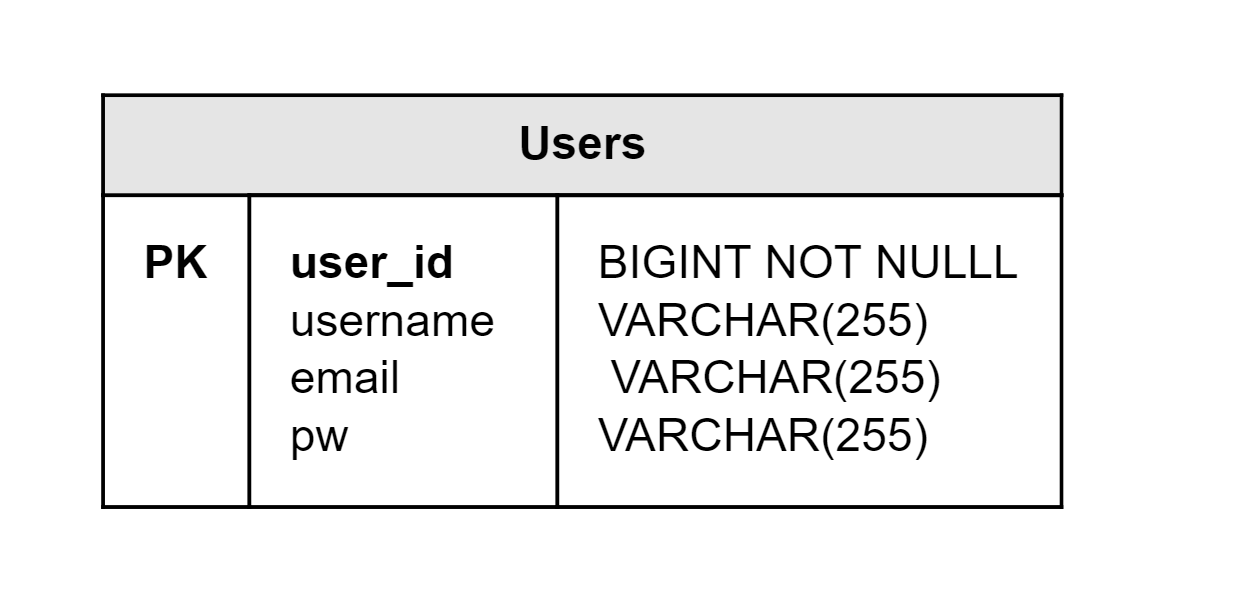 Users
PK user_id BIGINT NOT NULLL
username VARCHAR(255)
email VARCHAR(255)
pw VARCHAR(255)